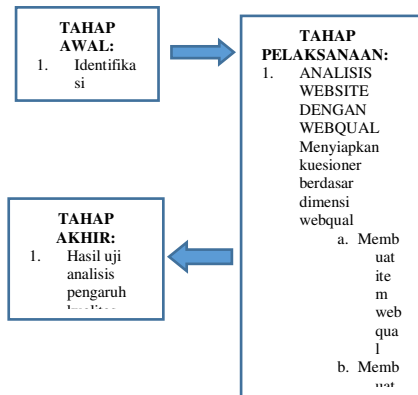 TAHAP
AWAL:
1. Identifika
si
TAHAP
PELAKSANAAN:
1. ANALISIS
WEBSITE
DENGAN
WEBQUAL
Menyiapkan
kuesioner
berdasar
dimensi
webqual
a. Memb
uat
ite
m
web
qua
l
b. Memb
uat
TAHAP
AKHIR:
1. Hasil uji
analisis
pengaruh